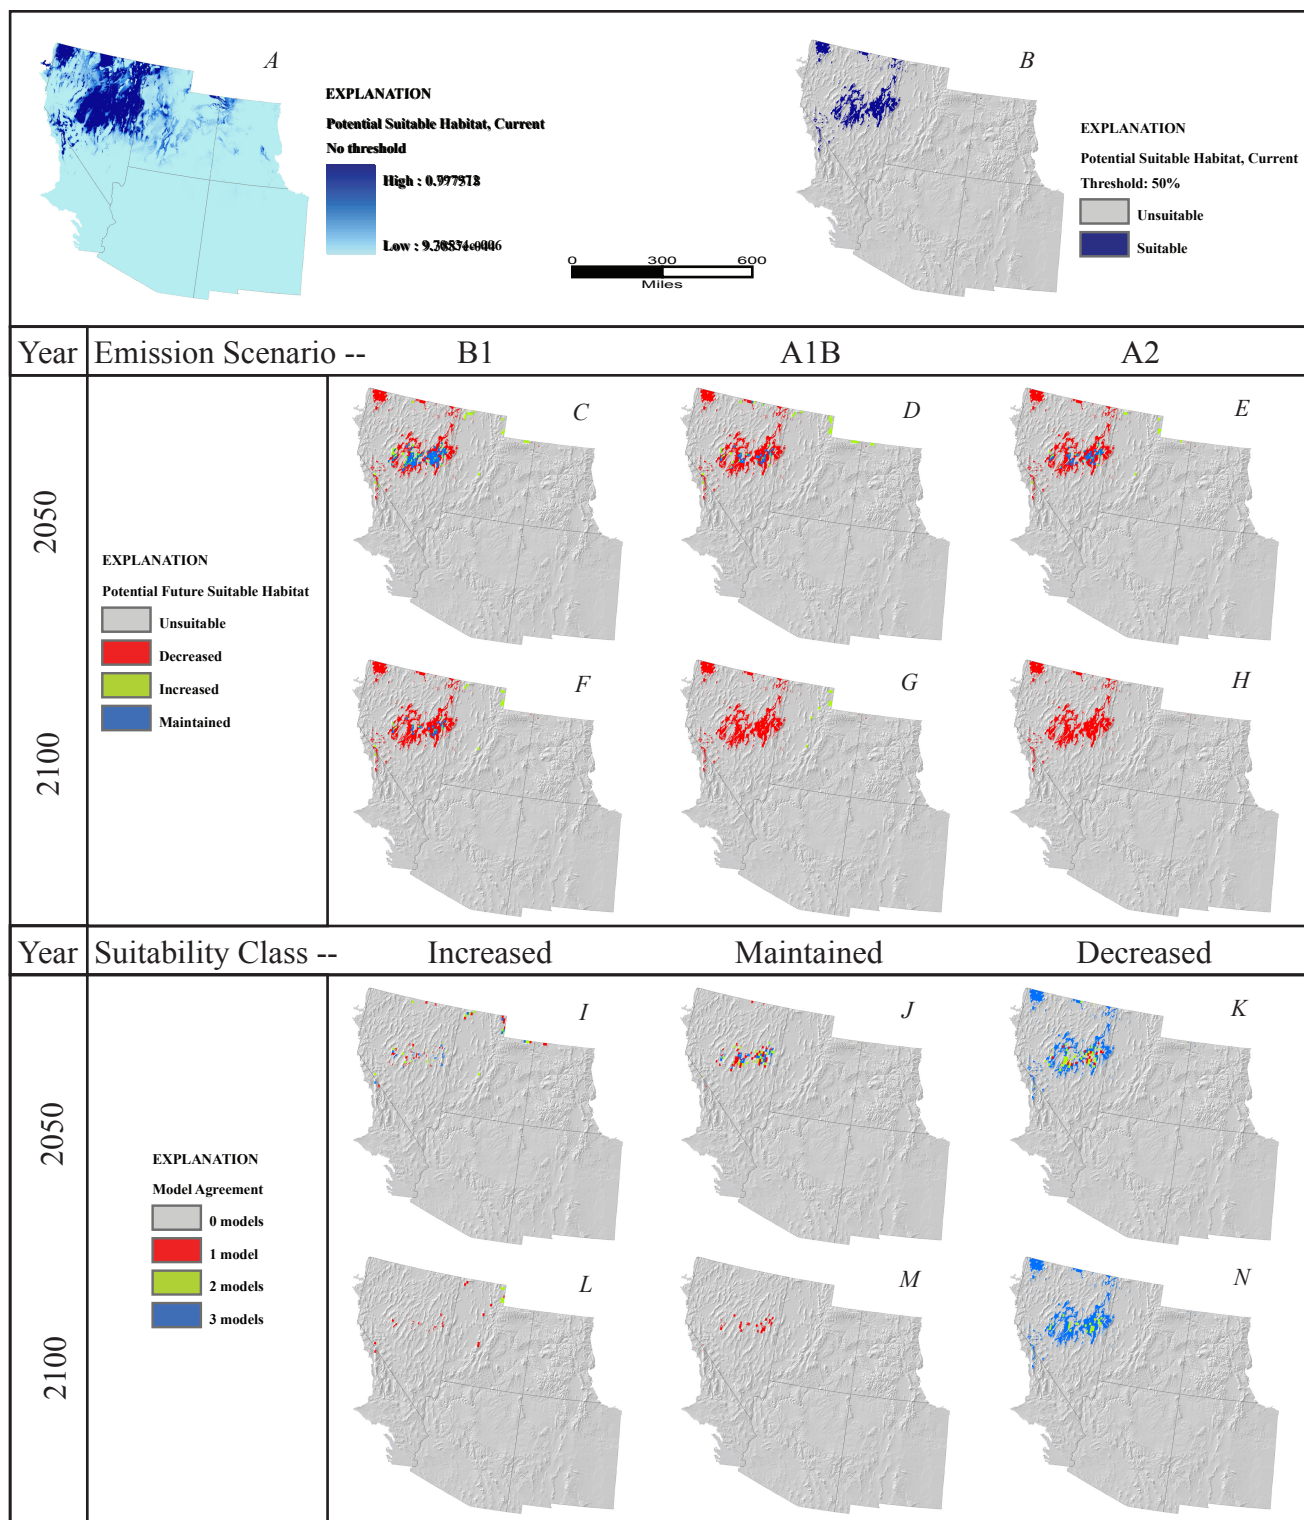 A
EXPLANATION
Potential Suitable Habitat, Current
No threshold
High :
Low :
0 300 600
Miles
B
EXPLANATION
Potential Suitable Habitat, Current
Threshold: 50%
Unsuitable
Suitable
Year Emission Scenario -- B1 A1B A2
2050
C D E
EXPLANATION
Potential Future Suitable Habitat
Unsuitable
Decreased
Increased
Maintained
2100
F G H
Year Suitability Class -- Increased Maintained Decreased
2050
I J K
EXPLANATION
Model Agreement
0 models
1 model
2 models
3 models
2100
L M N